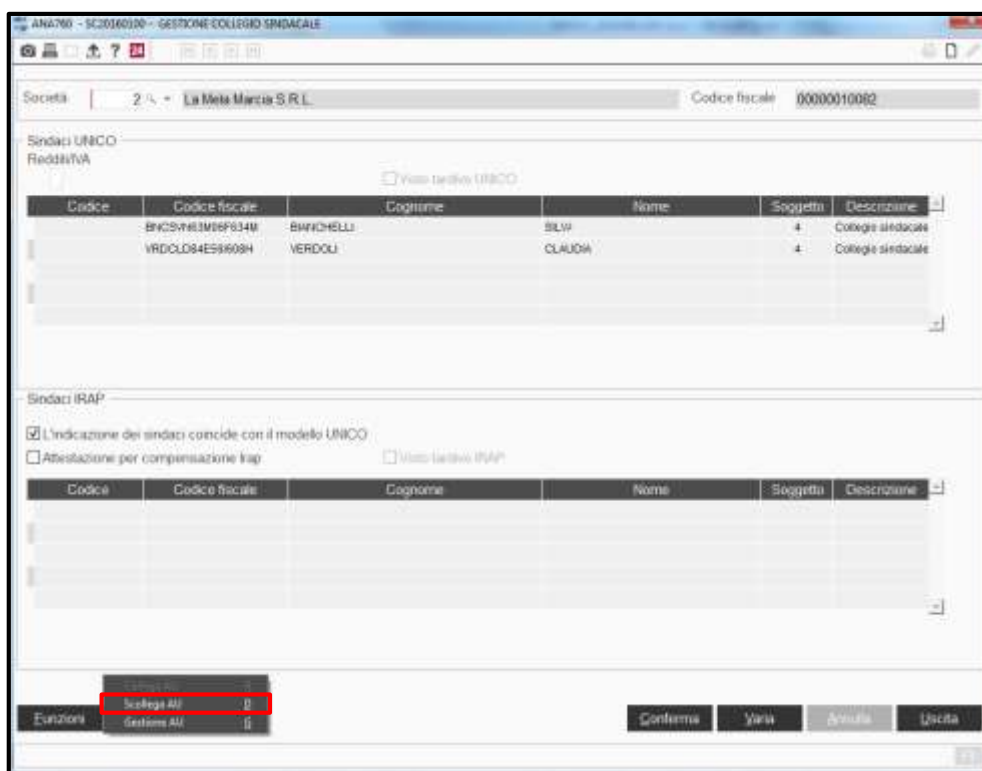 ANA760 - SC20160100 - GESTIONE COLLEGIO SINDACALE
? 24
Società 2 La Mela Marcia S.R.L. Codice fiscale 00000010082
Sindaci UNICO
Redditi/IVA
Visto tardivo UNICO
Codice Codice fiscale Cognome Nome Soggetto Descrizione
BIANCHELLI 4 Collegio sindacale
VERDOLI CLAUDIA 4 Collegio sindacale
Sindaci IRAP
L'indicazione dei sindaci coincide con il modello UNICO
Attestazione per compensazione Irap Visto tardivo IRAP
Codice Codice fiscale Cognome Nome Soggetto Descrizione
Collega AU
Scollega AU
Gestione AU
Funzioni Conferma Varia Annulla Uscita